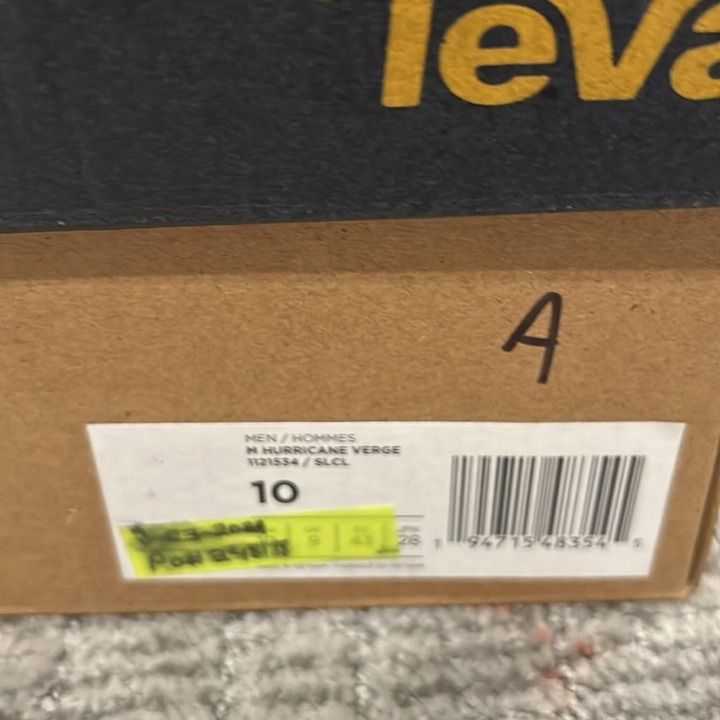 Teva
A
MEN / HOMMES
M HURRICANE VERGE
1121534 / SLCL
10
9 43 28
1 94715 48354 5